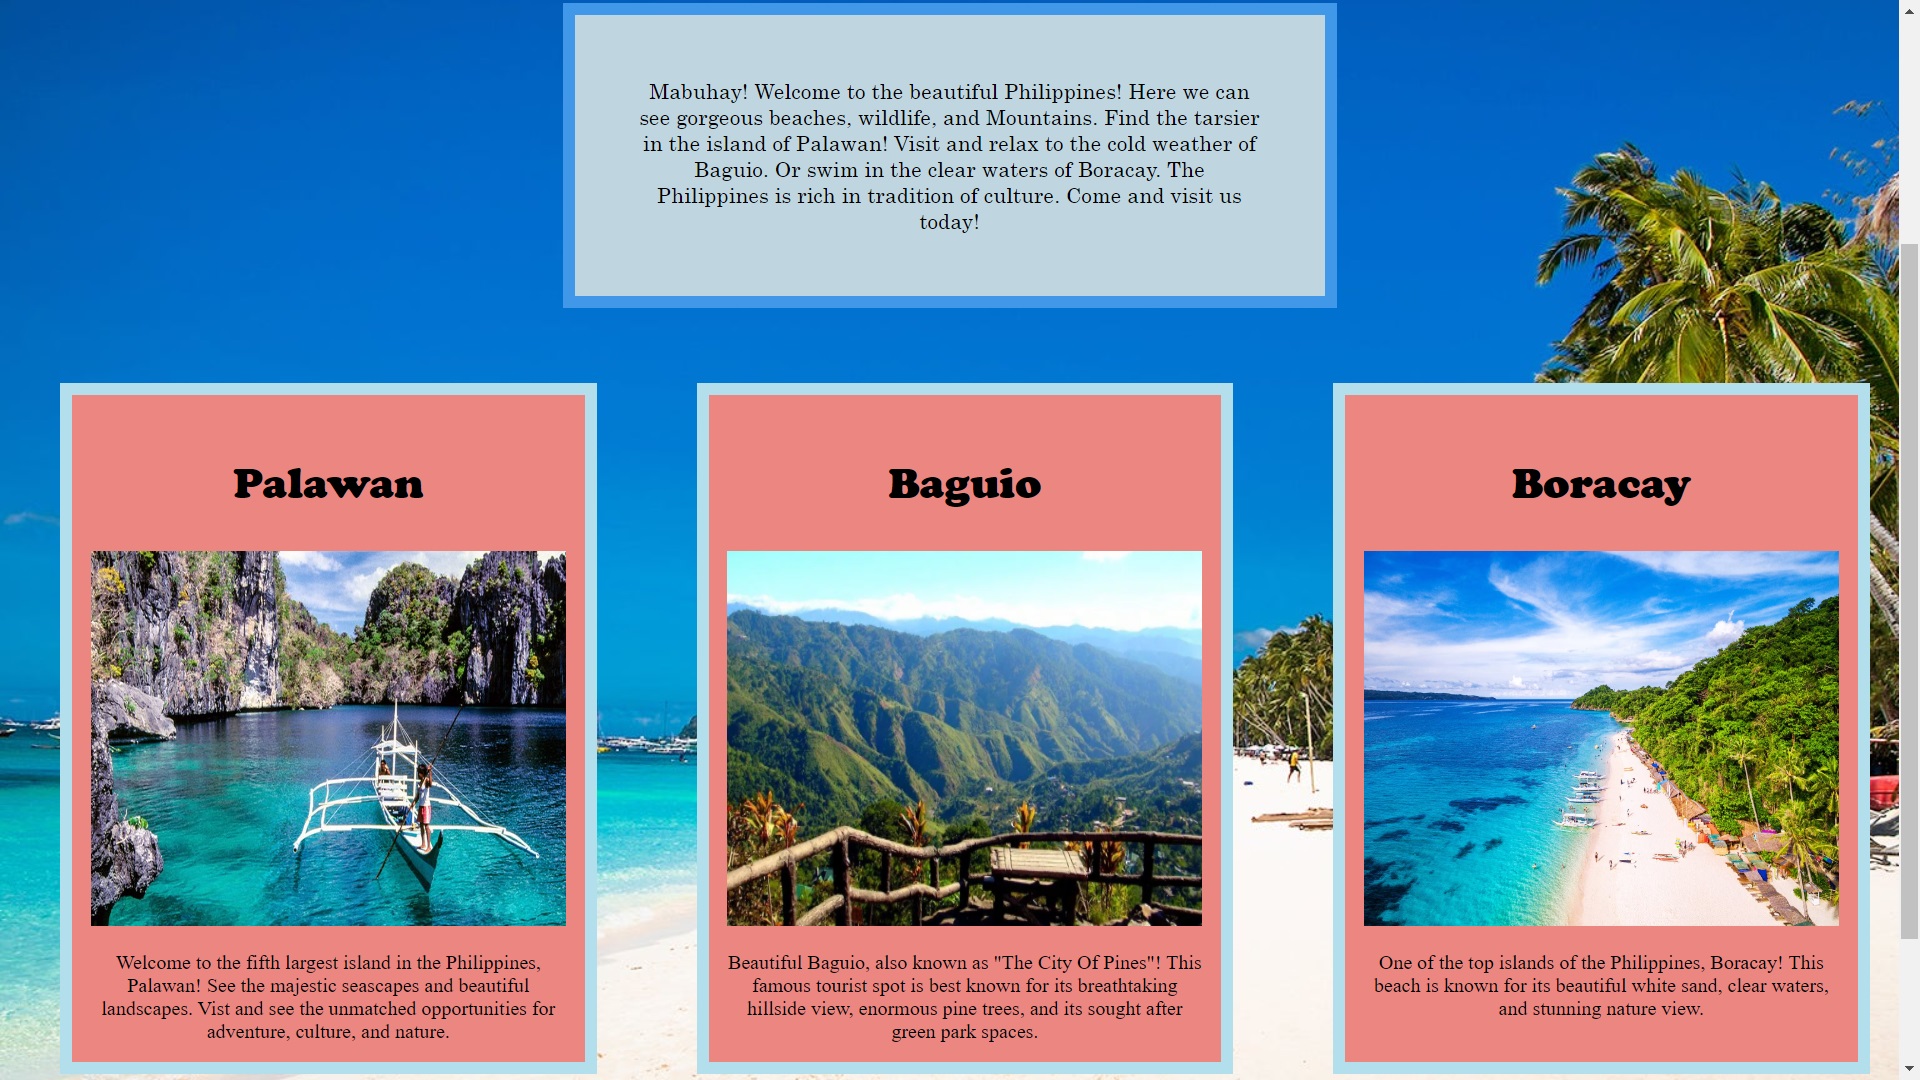 Mabuhay! Welcome to the beautiful Philippines! Here we can
see gorgeous beaches, wildlife, and Mountains. Find the tarsier
in the island of Palawan! Visit and relax to the cold weather of
Baguio. Or swim in the clear waters of Boracay. The
Philippines is rich in tradition of culture. Come and visit us
today!
Palawan
Welcome to the fifth largest island in the Philippines,
Palawan! See the majestic seascapes and beautiful
landscapes. Vist and see the unmatched opportunities for
adventure, culture, and nature.
Baguio
Beautiful Baguio, also known as "The City Of Pines"! This
famous tourist spot is best known for its breathtaking
hillside view, enormous pine trees, and its sought after
green park spaces.
Boracay
One of the top islands of the Philippines, Boracay! This
beach is known for its beautiful white sand, clear waters,
and stunning nature view.